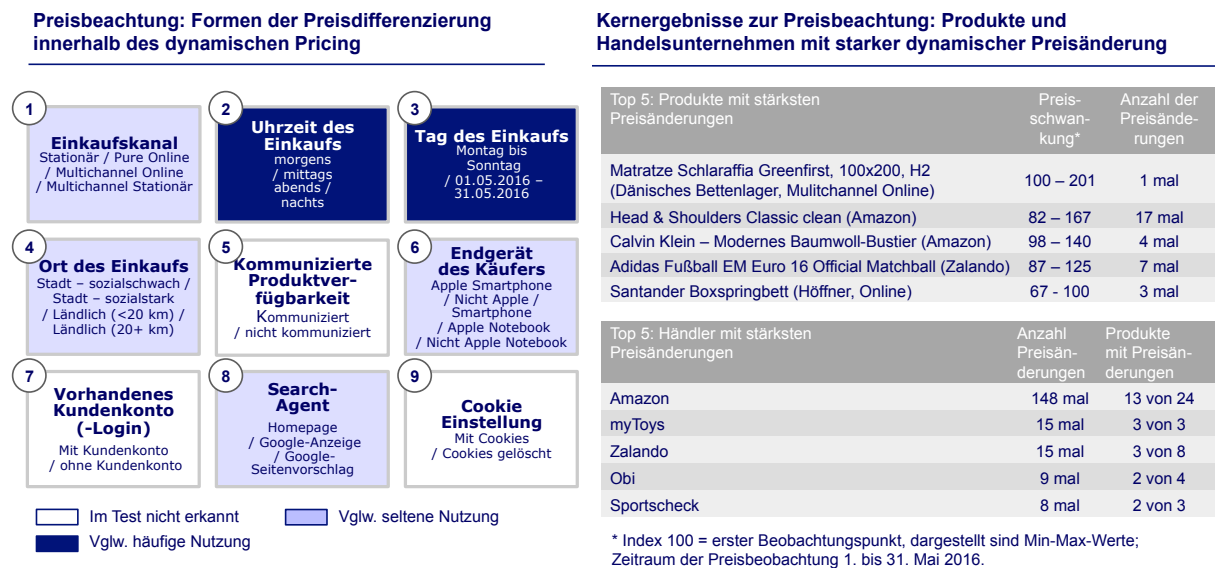 Preisbeachtung: Formen der Preisdifferenzierung
innerhalb des dynamischen Pricing
1
Einkaufskanal
Stationär / Pure Online
/ Multichannel Online
/ Multichannel Stationär
2
Uhrzeit des
Einkaufs
morgens
/ mittags
abends /
nachts
3
Tag des Einkaufs
Montag bis
Sonntag
/ 01.05.2016 –
31.05.2016
4
Ort des Einkaufs
Stadt – sozialschwach /
Stadt – sozialstark
/ Ländlich (<20 km) /
Ländlich (20+ km)
5
Kommunizierte
Produktver-
fügbarkeit
Kommuniziert
/ nicht kommuniziert
6
Endgerät
des Käufers
Apple Smartphone
/ Nicht Apple /
Smartphone
/ Apple Notebook
/ Nicht Apple Notebook
7
Vorhandenes
Kundenkonto
(-Login)
Mit Kundenkonto
/ ohne Kundenkonto
8
Search-
Agent
Homepage
/ Google-Anzeige
/ Google-
Seitenvorschlag
9
Cookie
Einstellung
Mit Cookies
/ Cookies gelöscht
Im Test nicht erkannt
Vglw. seltene Nutzung
Vglw. häufige Nutzung
Kernergebnisse zur Preisbeachtung: Produkte und
Handelsunternehmen mit starker dynamischer Preisänderung
Top 5: Produkte mit stärksten
Preisänderungen
Preis-
schwan-
kung*
Anzahl der
Preisände-
rungen
Matratze Schlaraffia Greenfirst, 100x200, H2
(Dänisches Bettenlager, Mulitchannel Online)
100 – 201
1 mal
Head & Shoulders Classic clean (Amazon) 82 – 167 17 mal
Calvin Klein – Modernes Baumwoll-Bustier (Amazon) 98 – 140 4 mal
Adidas Fußball EM Euro 16 Official Matchball (Zalando) 87 – 125 7 mal
Santander Boxspringbett (Höffner, Online) 67 - 100 3 mal
Top 5: Händler mit stärksten
Preisänderungen
Anzahl
Preisän-
derungen
Produkte
mit Preisän-
derungen
Amazon 148 mal 13 von 24
myToys 15 mal 3 von 3
Zalando 15 mal 3 von 8
Obi 9 mal 2 von 4
Sportscheck 8 mal 2 von 3
* Index 100 = erster Beobachtungspunkt, dargestellt sind Min-Max-Werte;
Zeitraum der Preisbeobachtung 1. bis 31. Mai 2016.